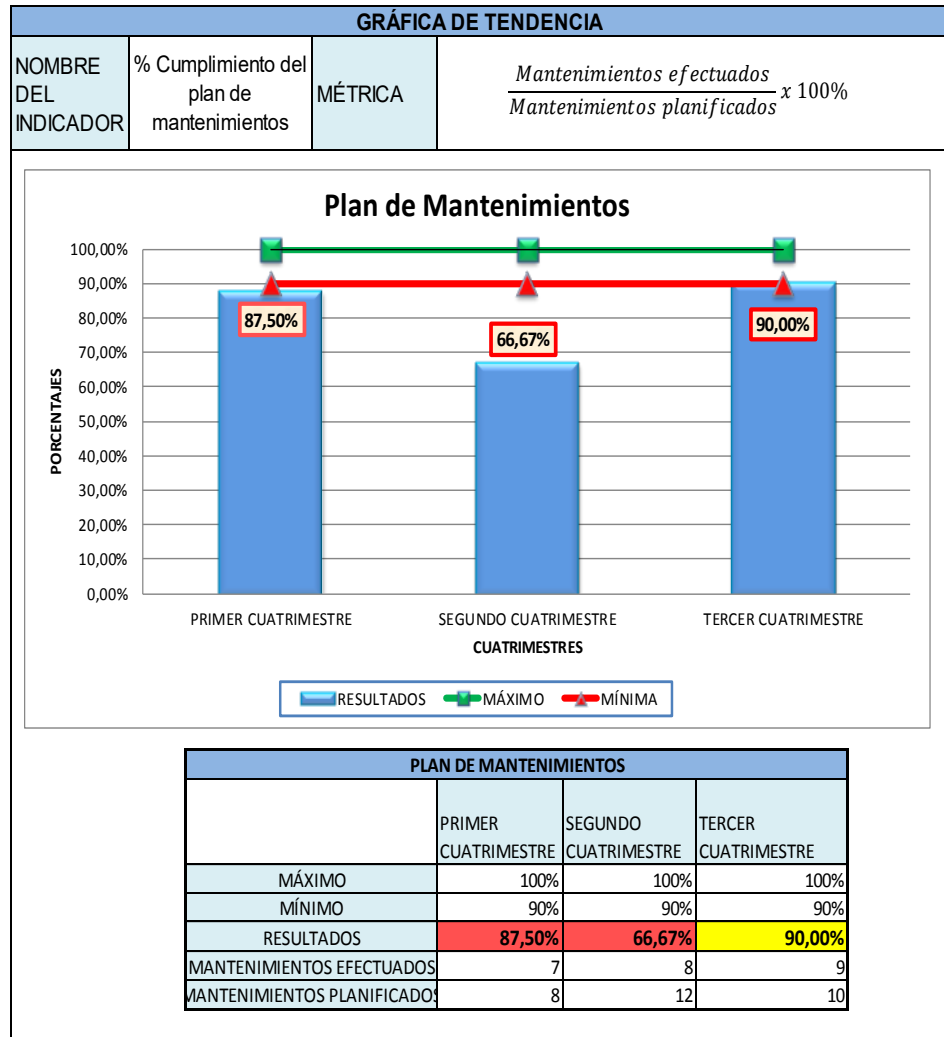 GRÁFICA DE TENDENCIA
NOMBRE DEL INDICADOR
% Cumplimiento del plan de mantenimientos
MÉTRICA
Mantenimientos efectuados
Mantenimientos planificados
x 100%
Plan de Mantenimientos
100,00%
90,00%
80,00%
70,00%
60,00%
50,00%
40,00%
30,00%
20,00%
10,00%
0,00%
PORCENTAJES
87,50%
66,67%
90,00%
PRIMER CUATRIMESTRE
SEGUNDO CUATRIMESTRE
TERCER CUATRIMESTRE
CUATRIMESTRES
RESULTADOS MÁXIMO MÍNIMA
PLAN DE MANTENIMIENTOS
PRIMER CUATRIMESTRE
SEGUNDO CUATRIMESTRE
TERCER CUATRIMESTRE
MÁXIMO 100% 100% 100%
MÍNIMO 90% 90% 90%
RESULTADOS 87,50% 66,67% 90,00%
MANTENIMIENTOS EFECTUADOS 7 8 9
MANTENIMIENTOS PLANIFICADOS 8 12 10